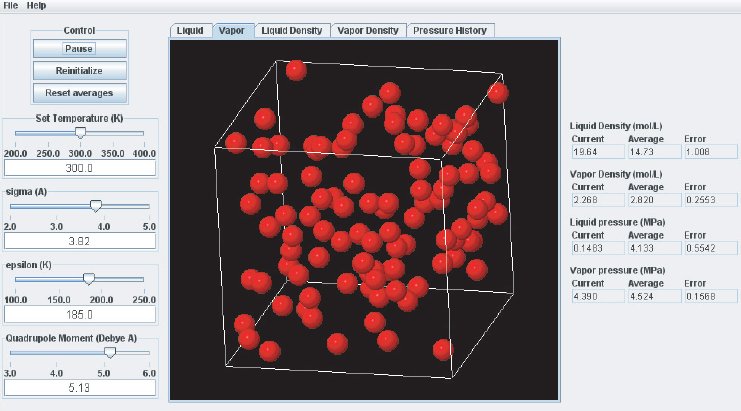 File Help
Control
Pause
Reinitialize
Reset averages
Set Temperature (K)
200.0 250.0 300.0 350.0 400.0
300.0
sigma (A)
2.0 3.0 4.0 5.0
3.82
epsilon (K)
100.0 150.0 200.0 250.0
185.0
Quadrupole Moment (Debye A)
3.0 4.0 5.0 6.0
5.13
Liquid Vapor Liquid Density Vapor Density Pressure History
Liquid Density (mol/L)
Current Average Error
19.64 14.73 1.008
Vapor Density (mol/L)
Current Average Error
2.268 2.820 0.2553
Liquid pressure (MPa)
Current Average Error
0.1483 4.133 0.5542
Vapor pressure (MPa)
Current Average Error
4.390 4.524 0.1568